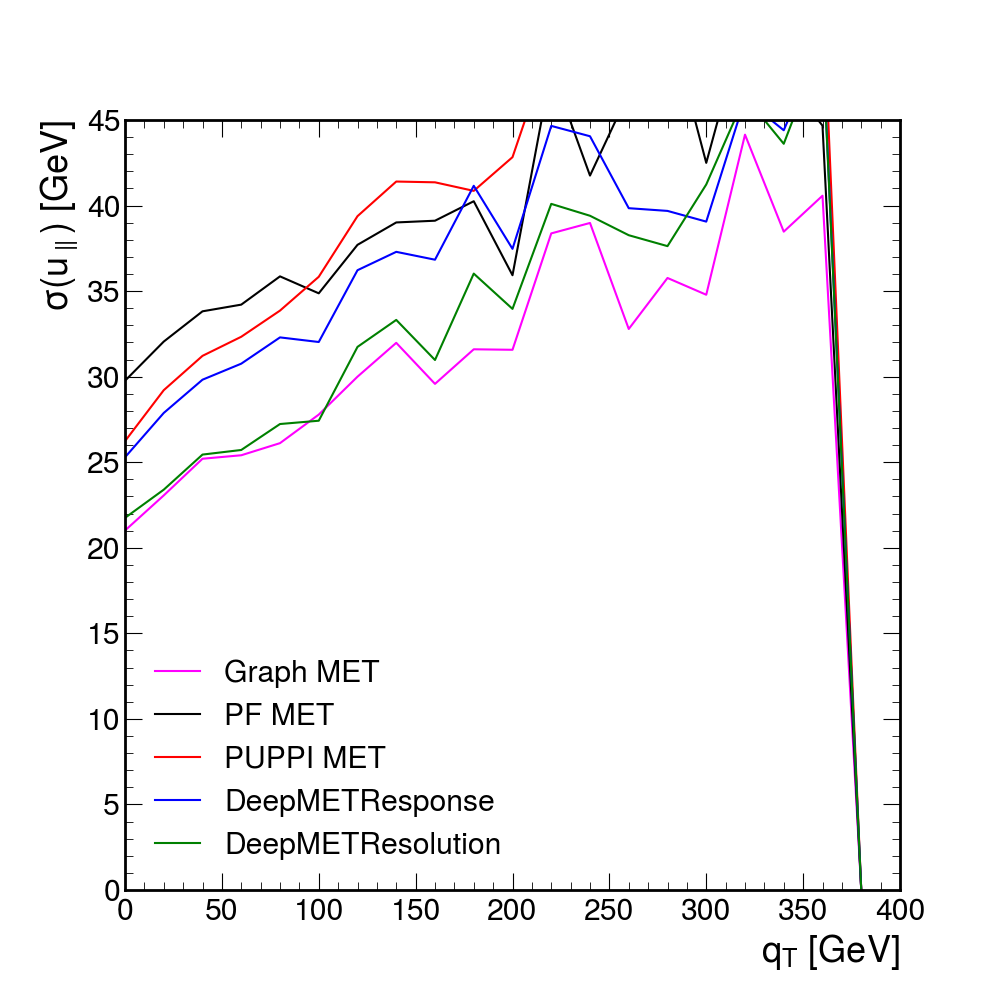 σ(u∥) [GeV]
45
40
35
30
25
20
15
10
5
0
Graph MET
PF MET
PUPPI MET
DeepMETResponse
DeepMETResolution
0 50 100 150 200 250 300 350 400
qT [GeV]